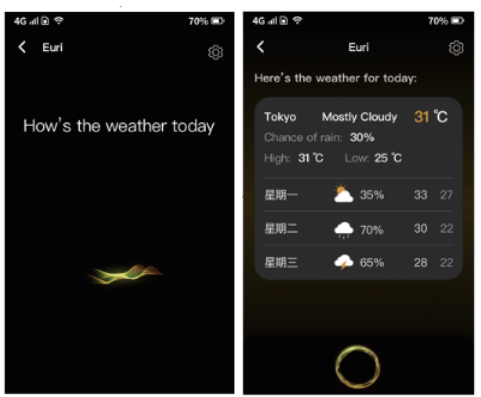 4G 70%
Euri
How's the weather today
4G 70%
Euri
Here's the weather for today:
Tokyo Mostly Cloudy 31 ℃
Chance of rain: 30%
High: 31 ℃ Low: 25 ℃
星期一 35% 33 27
星期二 70% 30 22
星期三 65% 28 22